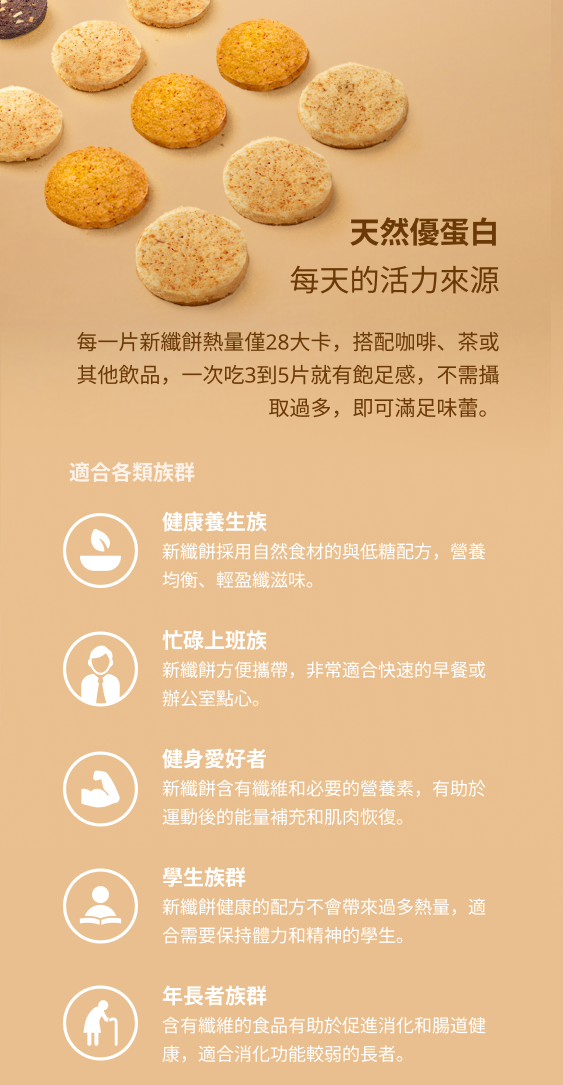 天然優蛋白
每天的活力來源
每一片新纖餅熱量僅28大卡，搭配咖啡、茶或
其他飲品，一次吃3到5片就有飽足感，不需攝
取過多，即可滿足味蕾。
適合各類族群
健康養生族
新纖餅採用自然食材的與低糖配方，營養
均衡、輕盈纖滋味。
忙碌上班族
新纖餅方便攜帶，非常適合快速的早餐或
辦公室點心。
健身愛好者
新纖餅含有纖維和必要的營養素，有助於
運動後的能量補充和肌肉恢復。
學生族群
新纖餅健康的配方不會帶來過多熱量，適
合需要保持體力和精神的學生。
年長者族群
含有纖維的食品有助於促進消化和腸道健
康，適合消化功能較弱的長者。